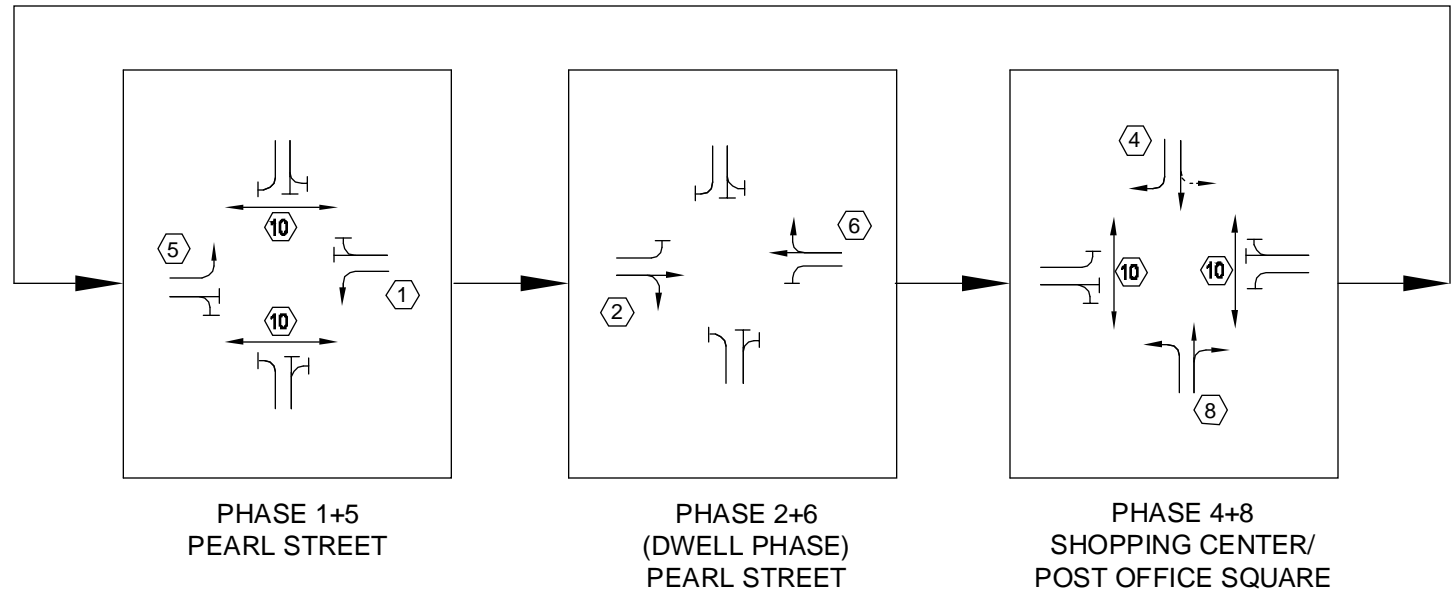 10
5
1
10
PHASE 1+5
PEARL STREET
6
2
PHASE 2+6
(DWELL PHASE)
PEARL STREET
4
10
10
8
PHASE 4+8
SHOPPING CENTER/
POST OFFICE SQUARE